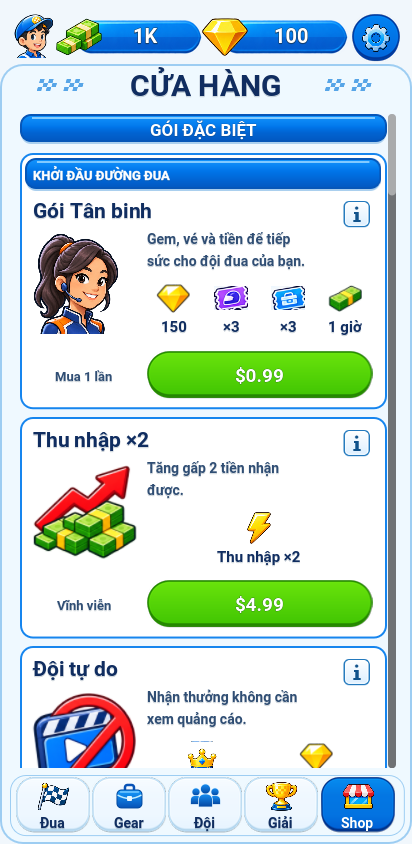 1K
100
CỬA HÀNG
GÓI ĐẶC BIỆT
KHỞI ĐẦU ĐƯỜNG ĐUA
Gói Tân binh
Gem, vé và tiền để tiếp
sức cho đội đua của bạn.
150
×3
×3
1 giờ
Mua 1 lần
$0.99
Thu nhập ×2
Tăng gấp 2 tiền nhận
được.
Thu nhập ×2
Vĩnh viễn
$4.99
Đội tự do
Nhận thưởng không cần
xem quảng cáo.
Đua
Gear
Đội
Giải
Shop